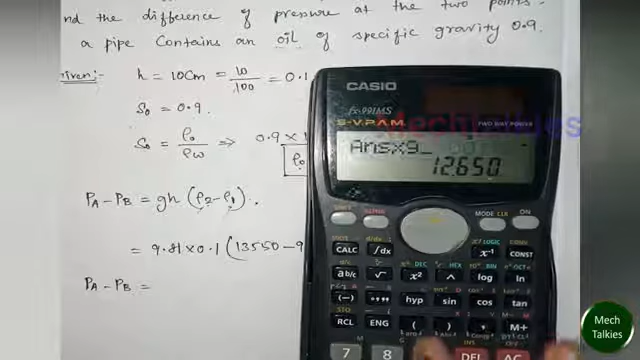 nd the difference of pressure at the two points.
a pipe contains an oil of specific gravity 0.9.
iven:-
h = 10cm = 10/100 = 0.1
S₀ = 0.9
S₀ = ρ₀/ρw => 0.9 ×
ρ₀
PA - PB = gh (ρ2 - ρ1).
= 9.81 × 0.1 (13550 - 9
PA - PB =
CASIO
fx-991MS
S-V.P.A.M.
TWO WAY POWER
Ans×9_
12.650
MODE CLR
ON
CALC
∫dx
x⁻¹
CONST
a b/c
√
x²
^
log
ln
(-)
°'"
hyp
sin
cos
tan
RCL
ENG
(
)
,
M+
7
8
DEL
AC
Mech
Talkies